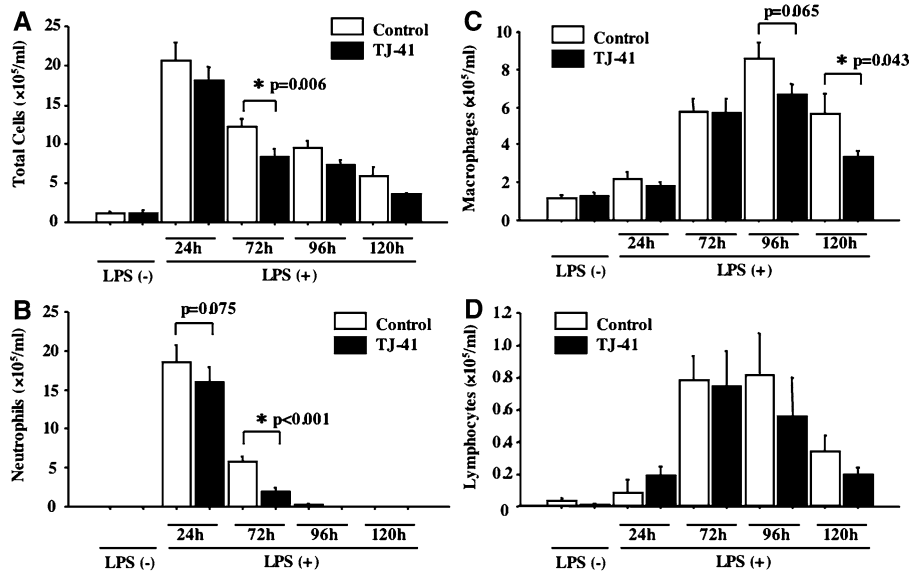 A
Total Cells (×10⁵/ml)
25
20
15
10
5
0
Control
TJ-41
* p=0.006
24h 72h 96h 120h
LPS (-) LPS (+)
C
Macrophages (×10⁵/ml)
10
8
6
4
2
0
Control
TJ-41
p=0.065
* p=0.043
24h 72h 96h 120h
LPS (-) LPS (+)
B
Neutrophils (×10⁵/ml)
25
20
15
10
5
0
p=0.075
Control
TJ-41
* p<0.001
24h 72h 96h 120h
LPS (-) LPS (+)
D
Lymphocytes (×10⁵/ml)
1.2
1.0
0.8
0.6
0.4
0.2
0
Control
TJ-41
24h 72h 96h 120h
LPS (-) LPS (+)